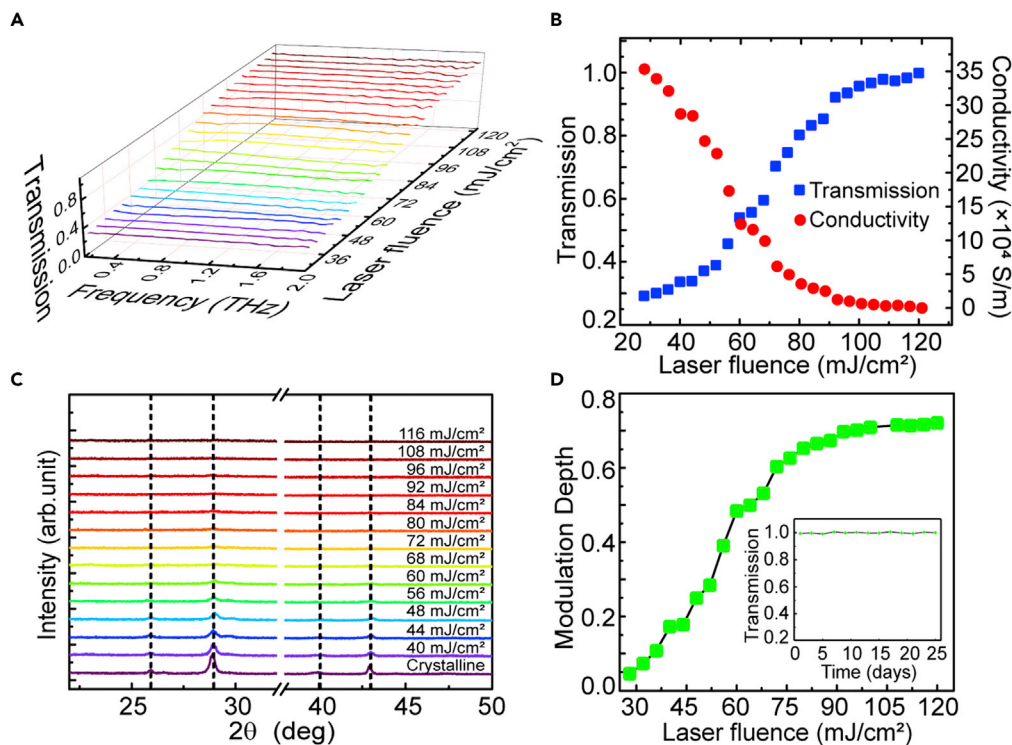 A
Transmission
0.8
0.4
0.0
0.4
0.8
1.2
1.6
2.0
Frequency (THz)
36
48
60
72
84
96
108
120
Laser fluence (mJ/cm²)
B
20
40
60
80
100
120
1.0
0.8
0.6
0.4
0.2
Transmission
35
30
25
20
15
10
5
0
Conductivity (×10⁴ S/m)
Transmission
Conductivity
Laser fluence (mJ/cm²)
C
Intensity (arb.unit)
116 mJ/cm²
108 mJ/cm²
96 mJ/cm²
92 mJ/cm²
84 mJ/cm²
80 mJ/cm²
72 mJ/cm²
68 mJ/cm²
60 mJ/cm²
56 mJ/cm²
48 mJ/cm²
44 mJ/cm²
40 mJ/cm²
Crystalline
25
30
40
45
50
2θ (deg)
D
0.8
0.6
0.4
0.2
0.0
Modulation Depth
30
45
60
75
90
105
120
Laser fluence (mJ/cm²)
1.0
0.8
0.6
0.4
0.2
Transmission
0
5
10
15
20
25
Time (days)